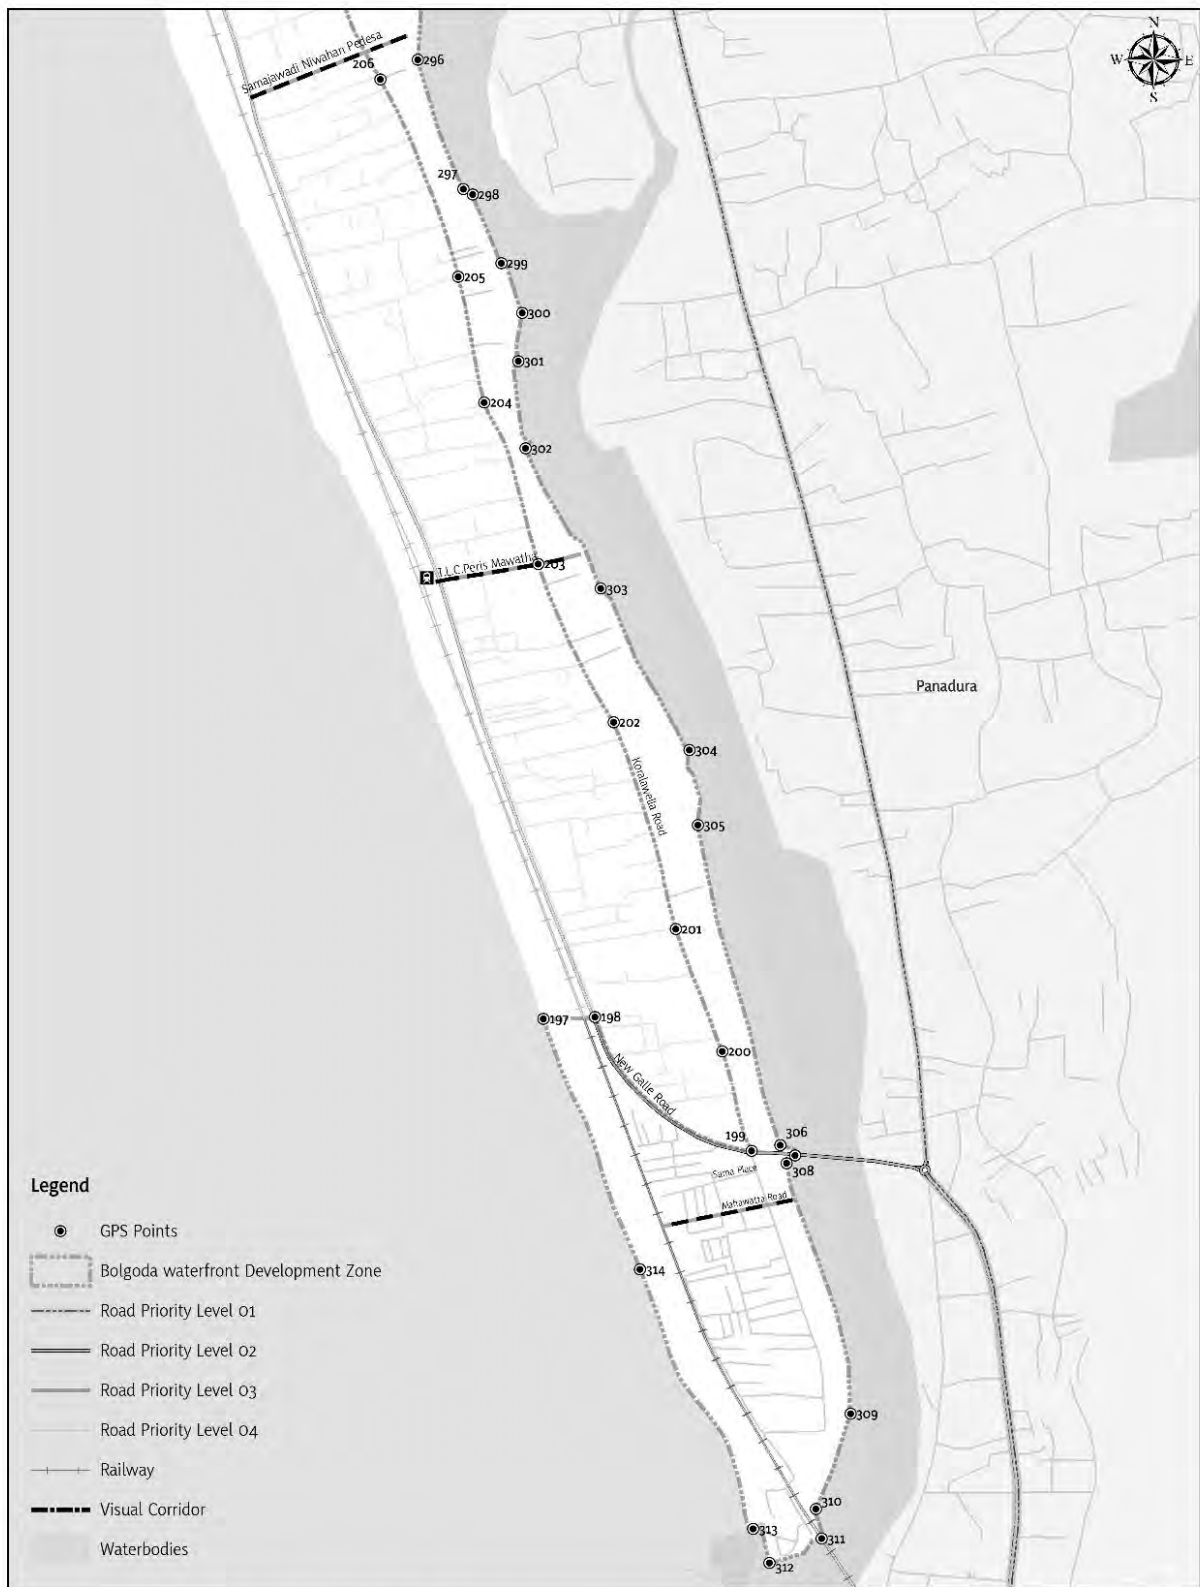 N
W E
S
Samajawadi Niwahan Pedesa
206
296
297
298
299
205
300
301
204
302
T.L.C.Peris Mawatha
203
303
Panadura
202
304
Koralawella Road
305
201
197
198
200
New Galle Road
199
306
308
Sama Place
Mahawatta Road
314
309
310
313
311
312
Legend
GPS Points
Bolgoda waterfront Development Zone
Road Priority Level 01
Road Priority Level 02
Road Priority Level 03
Road Priority Level 04
Railway
Visual Corridor
Waterbodies